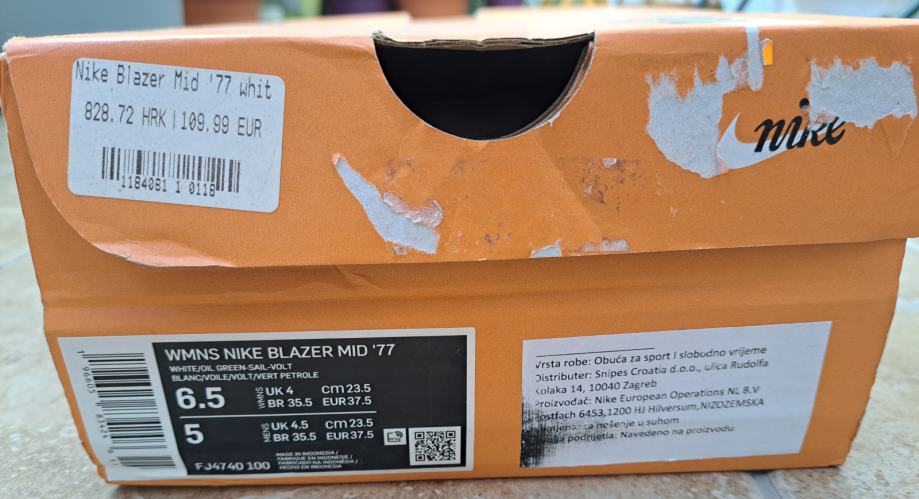 Nike Blazer Mid '77 whit
828.72 HRK | 109.99 EUR
1184081 1 0118
nike
WMNS NIKE BLAZER MID '77
WHITE/OIL GREEN-SAIL-VOLT
BLANC/VOILE/VOLT/VERT PETROLE
6.5 WMNS UK 4 CM 23.5
BR 35.5 EUR 37.5
5 MENS UK 4.5 CM 23.5
BR 35.5 EUR 37.5
FJ4740 100
MADE IN INDONESIA /
FABRIQUE EN INDONESIE /
FABRICADO NA INDONÉSIA /
HECHO EN INDONESIA
Vrsta robe: Obuća za sport I slobodno vrijeme
Distributer: Snipes Croatia d.o.o., ulica Rudolfa
Kolaka 14, 10040 Zagreb
Proizvođač: Nike European Operations NL B.V
Postfach 6453,1200 HJ Hilversum,NIZOZEMSKA
za nošenje u suhom
podrijetla: Navedeno na proizvodu